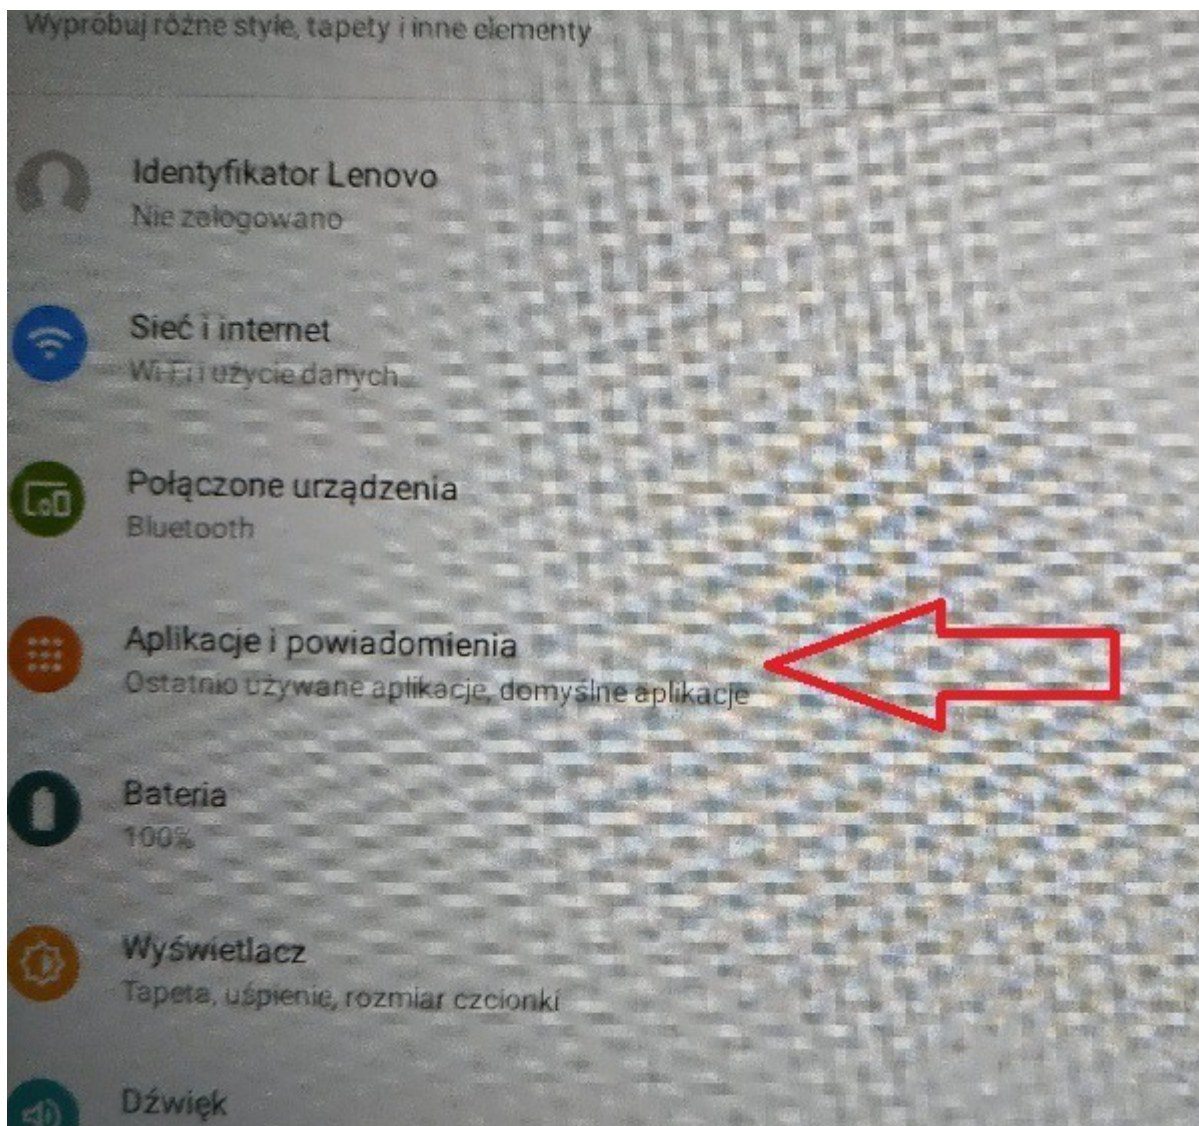 Wypróbuj różne style, tapety i inne elementy
Identyfikator Lenovo
Nie zalogowano
Sieć i internet
Wi-Fi i użycie danych
Połączone urządzenia
Bluetooth
Aplikacje i powiadomienia
Ostatnio używane aplikacje, domyślne aplikacje
Bateria
100%
Wyświetlacz
Tapeta, uśpienie, rozmiar czcionki
Dźwięk